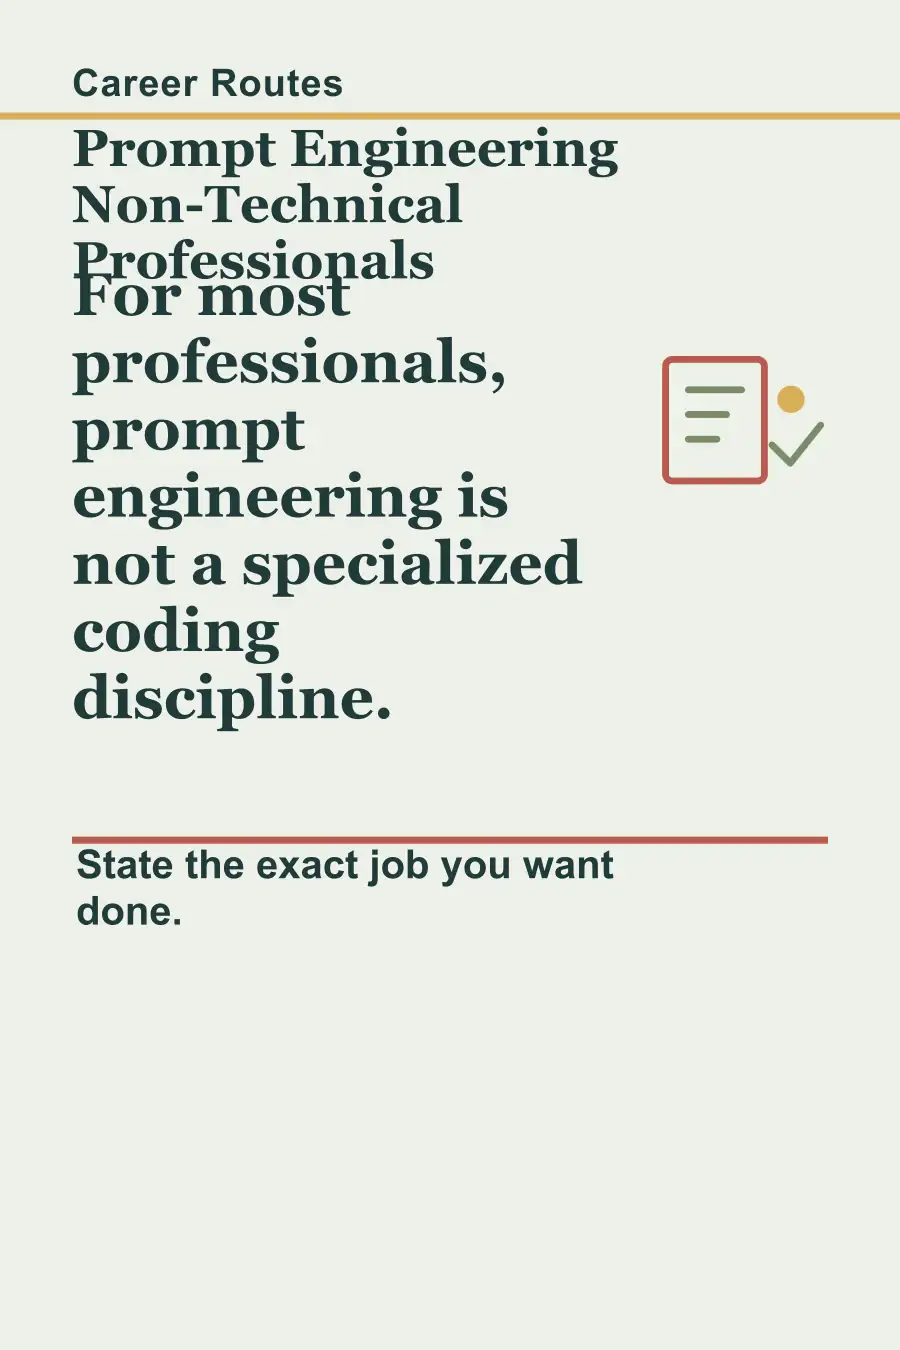 Career Routes
Prompt Engineering
Non-Technical
Professionals
For most
professionals,
prompt
engineering is
not a specialized
coding
discipline.
State the exact job you want
done.